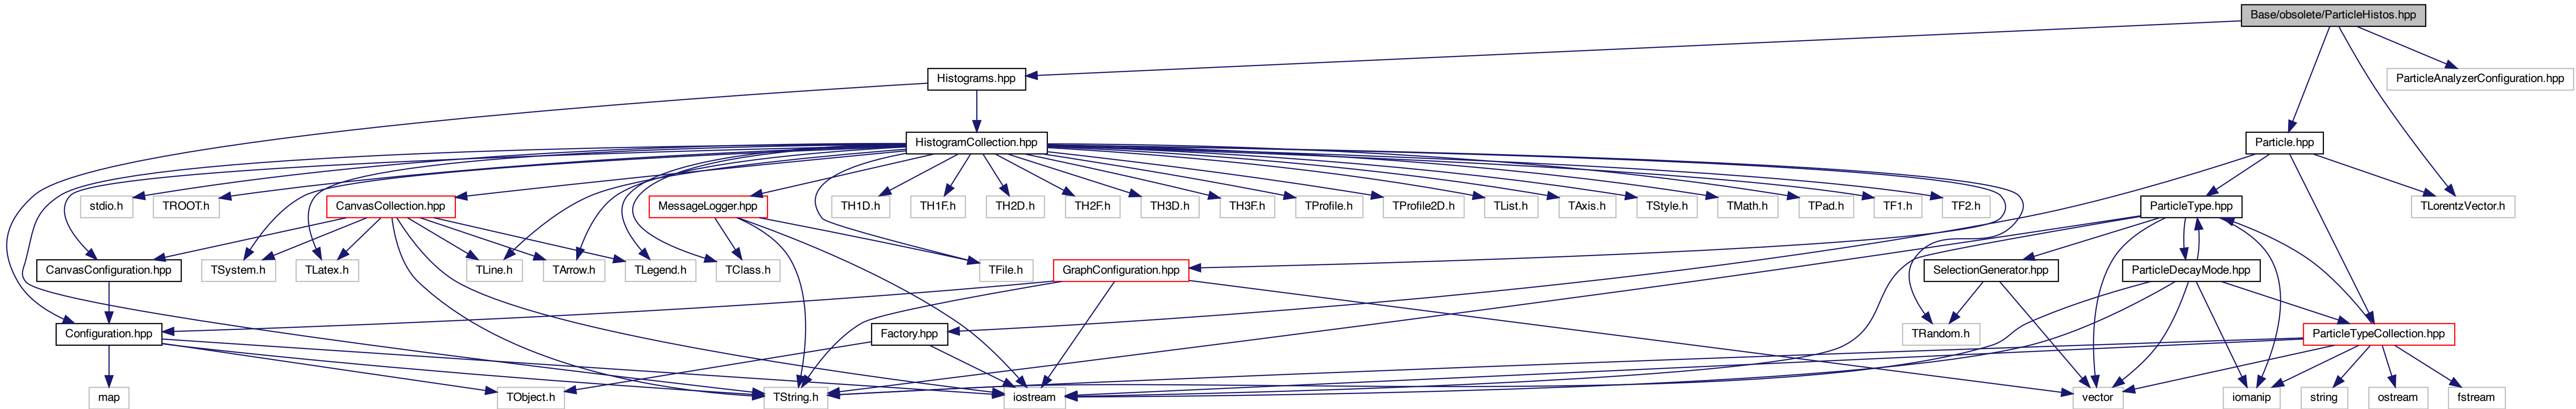 Base/obsolete/ParticleHistos.hpp
Histograms.hpp
ParticleAnalyzerConfiguration.hpp
HistogramCollection.hpp
Particle.hpp
stdio.h
TROOT.h
CanvasCollection.hpp
MessageLogger.hpp
TH1D.h
TH1F.h
TH2D.h
TH2F.h
TH3D.h
TH3F.h
TProfile.h
TProfile2D.h
TList.h
TAxis.h
TStyle.h
TMath.h
TPad.h
TF1.h
TF2.h
ParticleType.hpp
TLorentzVector.h
CanvasConfiguration.hpp
TSystem.h
TLatex.h
TLine.h
TArrow.h
TLegend.h
TClass.h
TFile.h
GraphConfiguration.hpp
SelectionGenerator.hpp
ParticleDecayMode.hpp
Configuration.hpp
Factory.hpp
TRandom.h
ParticleTypeCollection.hpp
map
TObject.h
TString.h
iostream
vector
iomanip
string
ostream
fstream